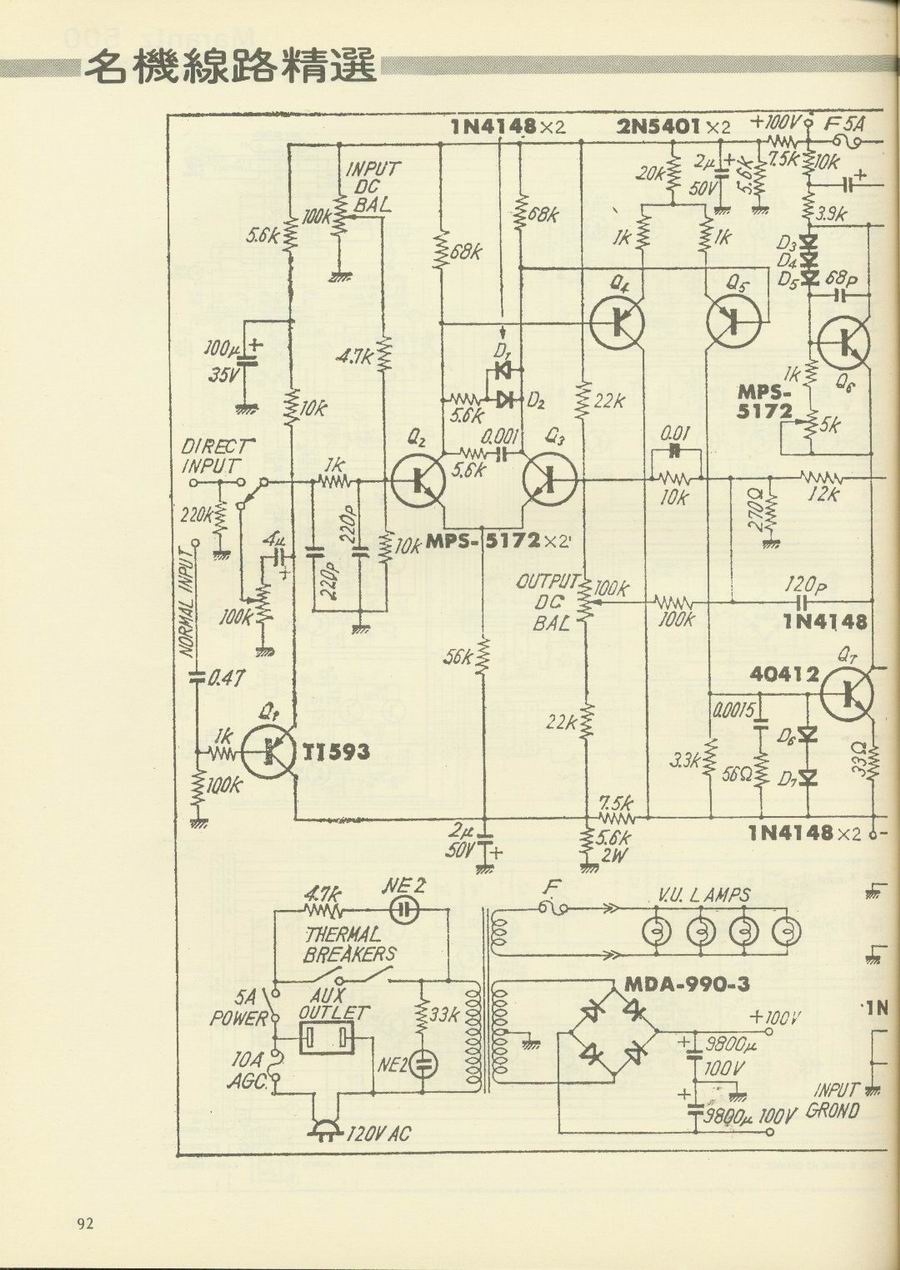 名機線路精選
1N4148×2
2N5401×2
+100V
F5A
INPUT
DC
BAL
100k
5.6k
68k
68k
20k
2μ
50V
5.6k
7.5k
10k
3.9k
1k
1k
D3
D4
D5
68P
Q4
Q5
Q6
100μ
35V
4.7k
D1
D2
5.6k
10k
22k
MPS-
5172
1k
5k
DIRECT
INPUT
1k
Q2
0.001
5.6k
Q3
0.01
10k
270Ω
12k
220k
4μ
220P
220P
10k
MPS-5172×2
NORMAL INPUT
100k
OUTPUT
DC
BAL
100k
100k
120P
1N4148
0.47
56k
40412
Q7
0.0015
D6
D7
33Ω
Q1
TI593
1k
100k
22k
3.3k
56Ω
7.5k
5.6k
2W
2μ
50V
1N4148×2
4.7k
NE2
F
V.U. LAMPS
THERMAL
BREAKERS
5A
POWER
AUX
OUTLET
33k
MDA-990-3
+100V
9800μ
100V
10A
AGC.
NE2
9800μ 100V
1N
INPUT
GROND
120V AC
92